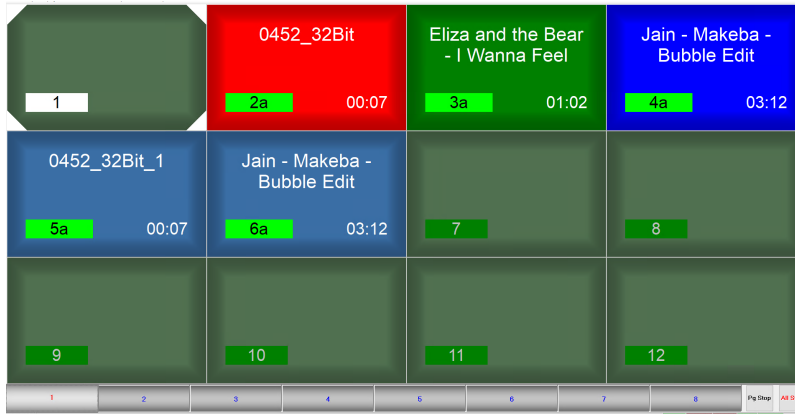 0452_32Bit
Eliza and the Bear
- I Wanna Feel
Jain - Makeba -
Bubble Edit
1
2a 00:07
3a 01:02
4a 03:12
0452_32Bit_1
Jain - Makeba -
Bubble Edit
5a 00:07
6a 03:12
7
8
9
10
11
12
1 2 3 4 5 6 7 8 Pg Stop All S